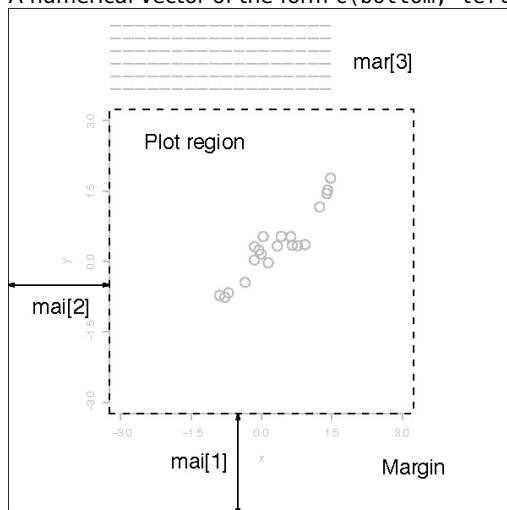 A numerical vector of the form c(bottom, left
mar[3]
3.0
Plot region
1.5
y
0.0
mai[2]
−1.5
−3.0
−3.0
−1.5
0.0
1.5
3.0
mai[1]
x
Margin